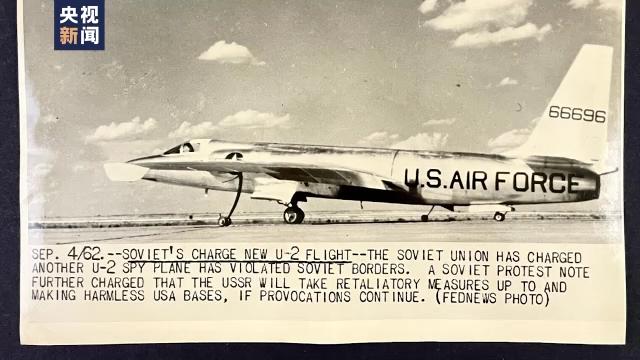 央视
新闻
66696
U.S.AIR FORCE
SEP. 4/62.--SOVIET'S CHARGE NEW U-2 FLIGHT--THE SOVIET UNION HAS CHARGED
ANOTHER U-2 SPY PLANE HAS VIOLATED SOVIET BORDERS. A SOVIET PROTEST NOTE
FURTHER CHARGED THAT THE USSR WILL TAKE RETALIATORY MEASURES UP TO AND
MAKING HARMLESS USA BASES, IF PROVOCATIONS CONTINUE. (FEDNEWS PHOTO)